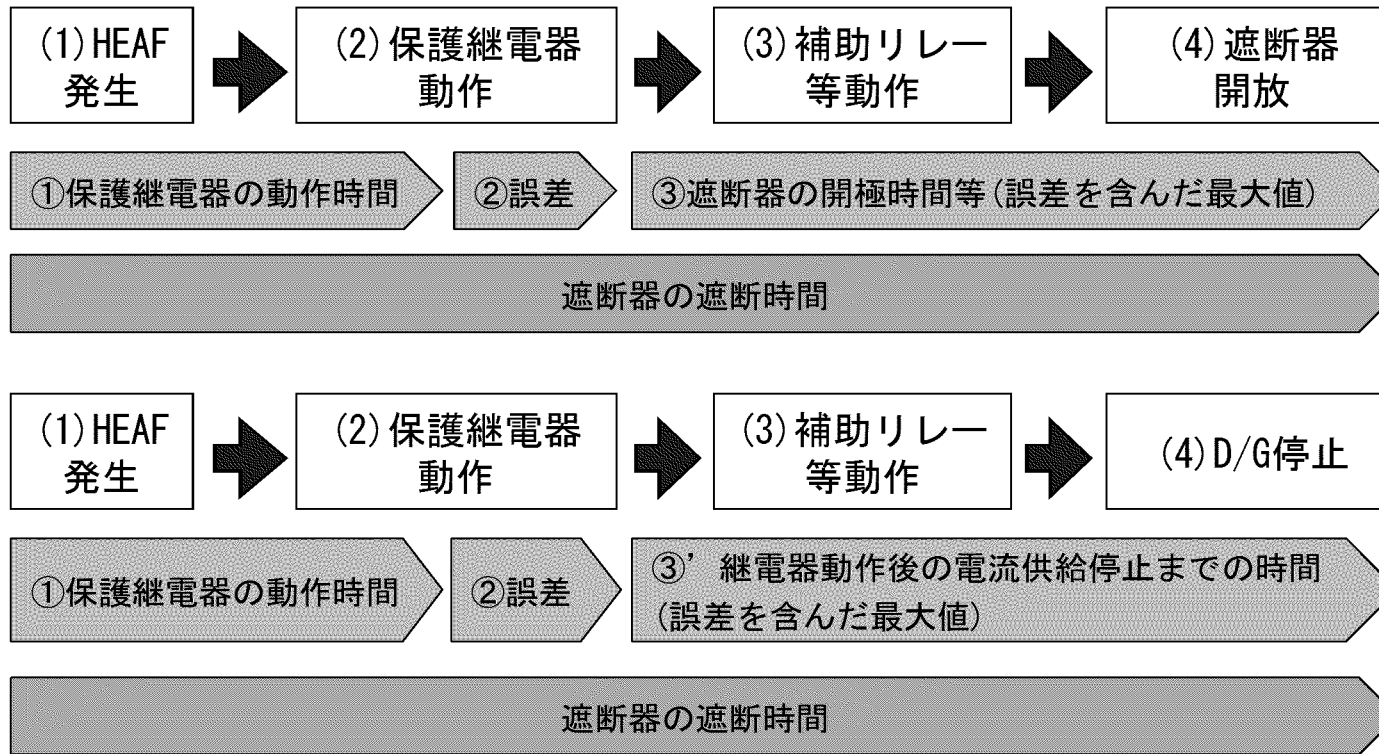 (1)HEAF
発生
(2)保護継電器
動作
(3)補助リレー
等動作
(4)遮断器
開放
①保護継電器の動作時間
②誤差
③遮断器の開極時間等(誤差を含んだ最大値)
遮断器の遮断時間
(1)HEAF
発生
(2)保護継電器
動作
(3)補助リレー
等動作
(4)D/G停止
①保護継電器の動作時間
②誤差
③’継電器動作後の電流供給停止までの時間
(誤差を含んだ最大値)
遮断器の遮断時間